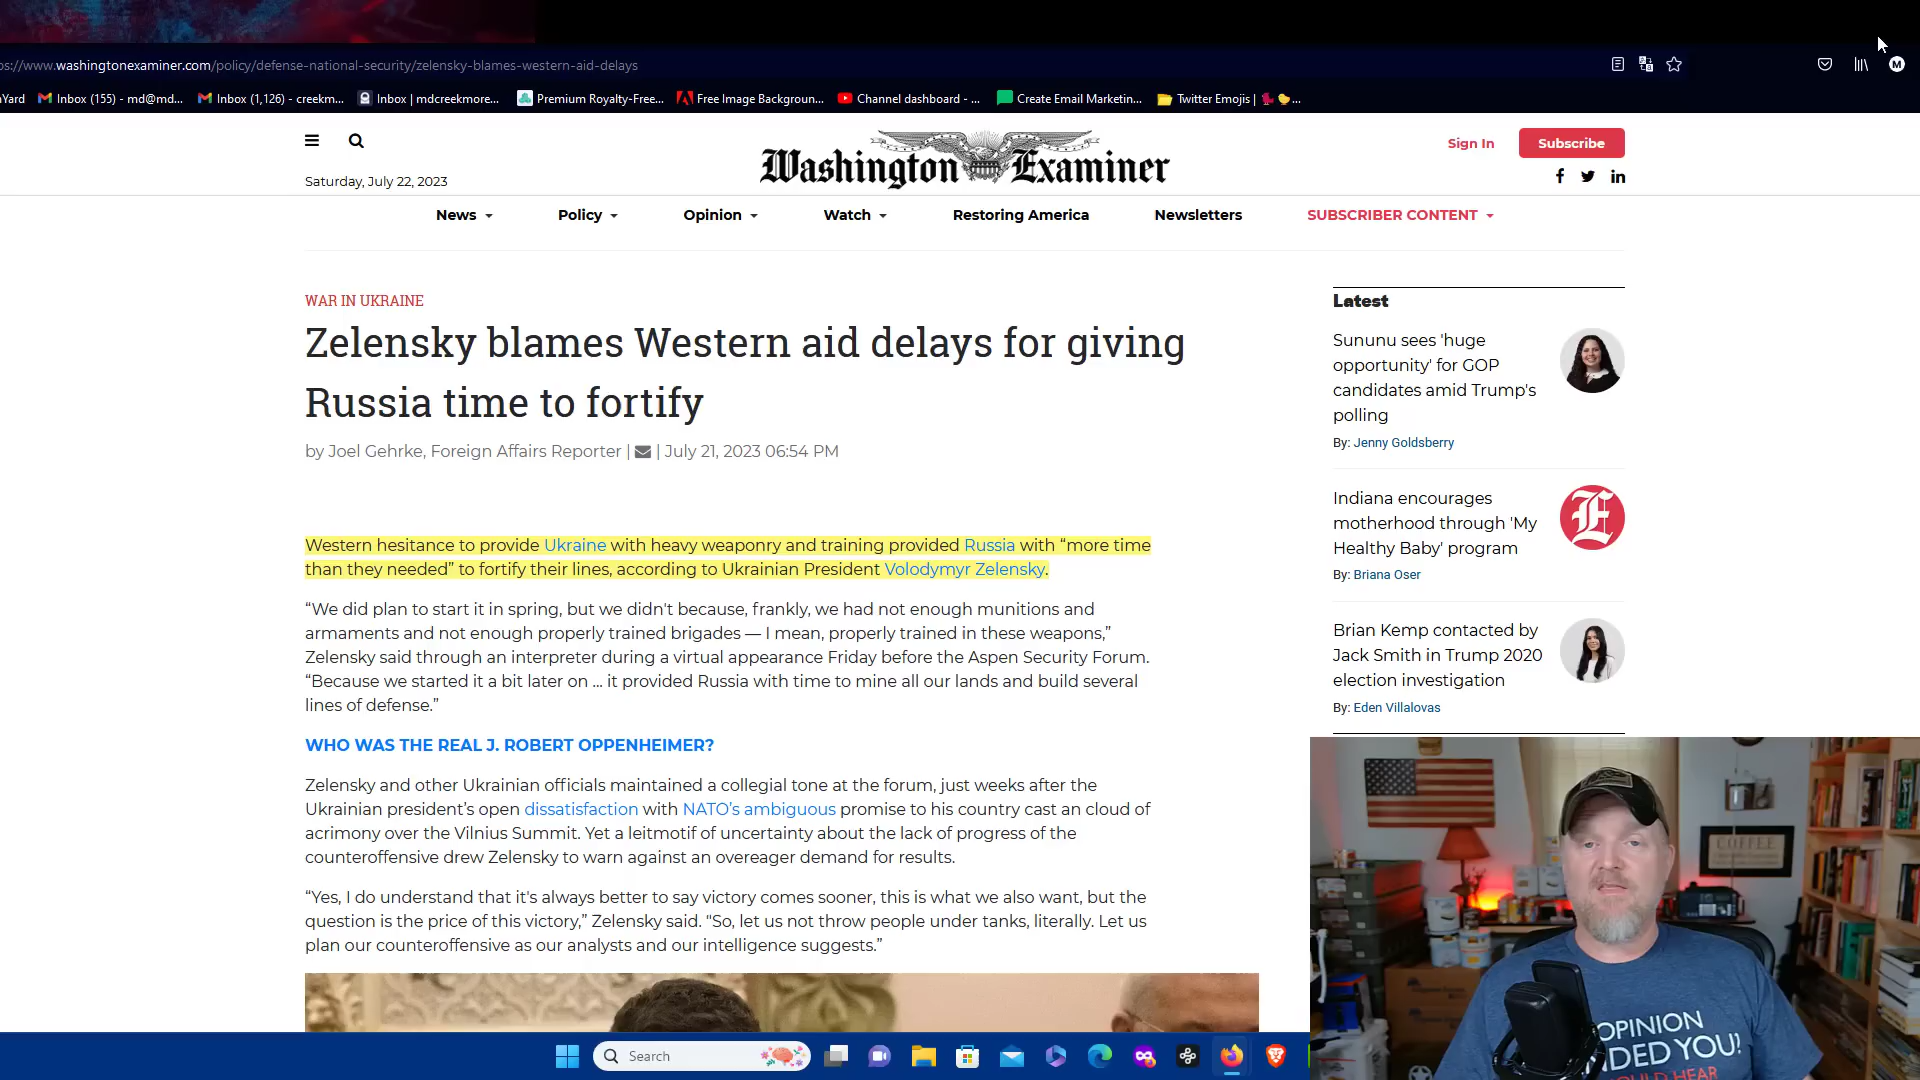 ps://www.washingtonexaminer.com/policy/defense-national-security/zelensky-blames-western-aid-delays
Yard
Inbox (155) - md@md...
Inbox (1,126) - creekm...
Inbox | mdcreekmore...
Premium Royalty-Free...
Free Image Backgroun...
Channel dashboard - ...
Create Email Marketin...
Twitter Emojis | ...
Washington Examiner
Sign In
Subscribe
Saturday, July 22, 2023
News
Policy
Opinion
Watch
Restoring America
Newsletters
SUBSCRIBER CONTENT
WAR IN UKRAINE
Zelensky blames Western aid delays for giving
Russia time to fortify
by Joel Gehrke, Foreign Affairs Reporter | | July 21, 2023 06:54 PM
Western hesitance to provide Ukraine with heavy weaponry and training provided Russia with “more time
than they needed” to fortify their lines, according to Ukrainian President Volodymyr Zelensky.
“We did plan to start it in spring, but we didn't because, frankly, we had not enough munitions and
armaments and not enough properly trained brigades — I mean, properly trained in these weapons,”
Zelensky said through an interpreter during a virtual appearance Friday before the Aspen Security Forum.
“Because we started it a bit later on ... it provided Russia with time to mine all our lands and build several
lines of defense.”
WHO WAS THE REAL J. ROBERT OPPENHEIMER?
Zelensky and other Ukrainian officials maintained a collegial tone at the forum, just weeks after the
Ukrainian president’s open dissatisfaction with NATO’s ambiguous promise to his country cast an cloud of
acrimony over the Vilnius Summit. Yet a leitmotif of uncertainty about the lack of progress of the
counteroffensive drew Zelensky to warn against an overeager demand for results.
“Yes, I do understand that it's always better to say victory comes sooner, this is what we also want, but the
question is the price of this victory,” Zelensky said. "So, let us not throw people under tanks, literally. Let us
plan our counteroffensive as our analysts and our intelligence suggests.”
Latest
Sununu sees 'huge
opportunity' for GOP
candidates amid Trump's
polling
By: Jenny Goldsberry
Indiana encourages
motherhood through 'My
Healthy Baby' program
By: Briana Oser
Brian Kemp contacted by
Jack Smith in Trump 2020
election investigation
By: Eden Villalovas
COFFEE
OPINION
NDED YOU!
OULD HEAR
Search